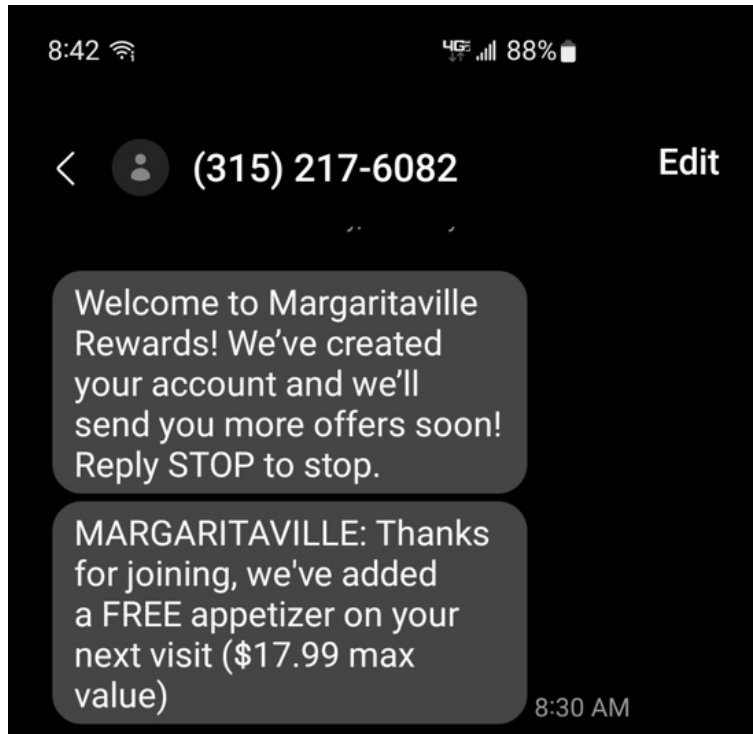 8:42 4G 88%
(315) 217-6082 Edit
Welcome to Margaritaville
Rewards! We’ve created
your account and we’ll
send you more offers soon!
Reply STOP to stop.
MARGARITAVILLE: Thanks
for joining, we've added
a FREE appetizer on your
next visit ($17.99 max
value)
8:30 AM